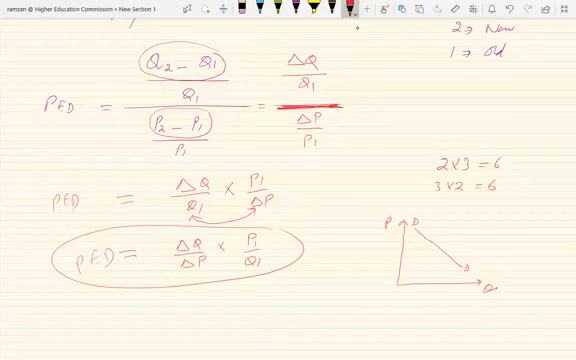 ramzan @ Higher Education Commission » New Section 1
2 → New
1 → Old
PED = ((Q2 - Q1) / Q1) / ((P2 - P1) / P1) = (ΔQ / Q1) / (ΔP / P1)
2 x 3 = 6
3 x 2 = 6
PED = ΔQ / Q1 x P1 / ΔP
PED = ΔQ / ΔP x P1 / Q1
P D
D
Q